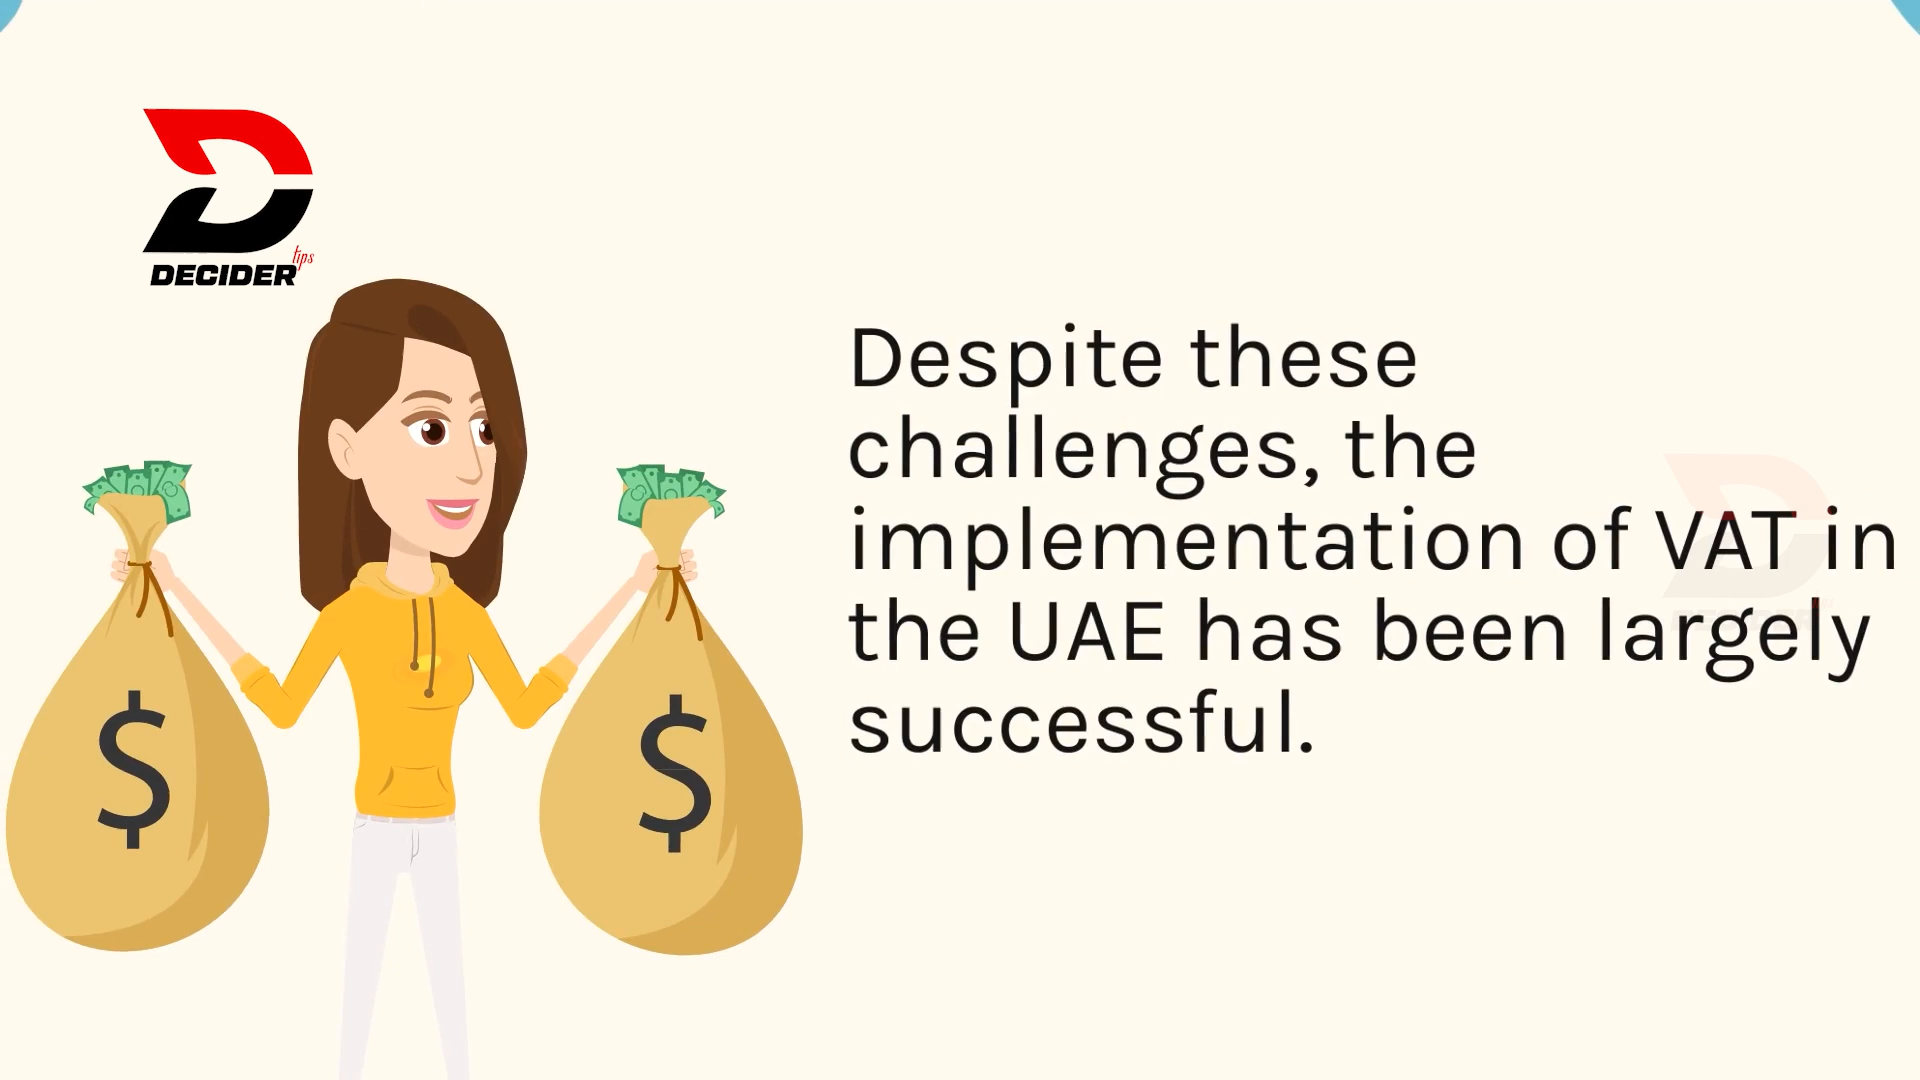 tips
DECIDER
Despite these
challenges, the
implementation of VAT in
the UAE has been largely
successful.
$
$